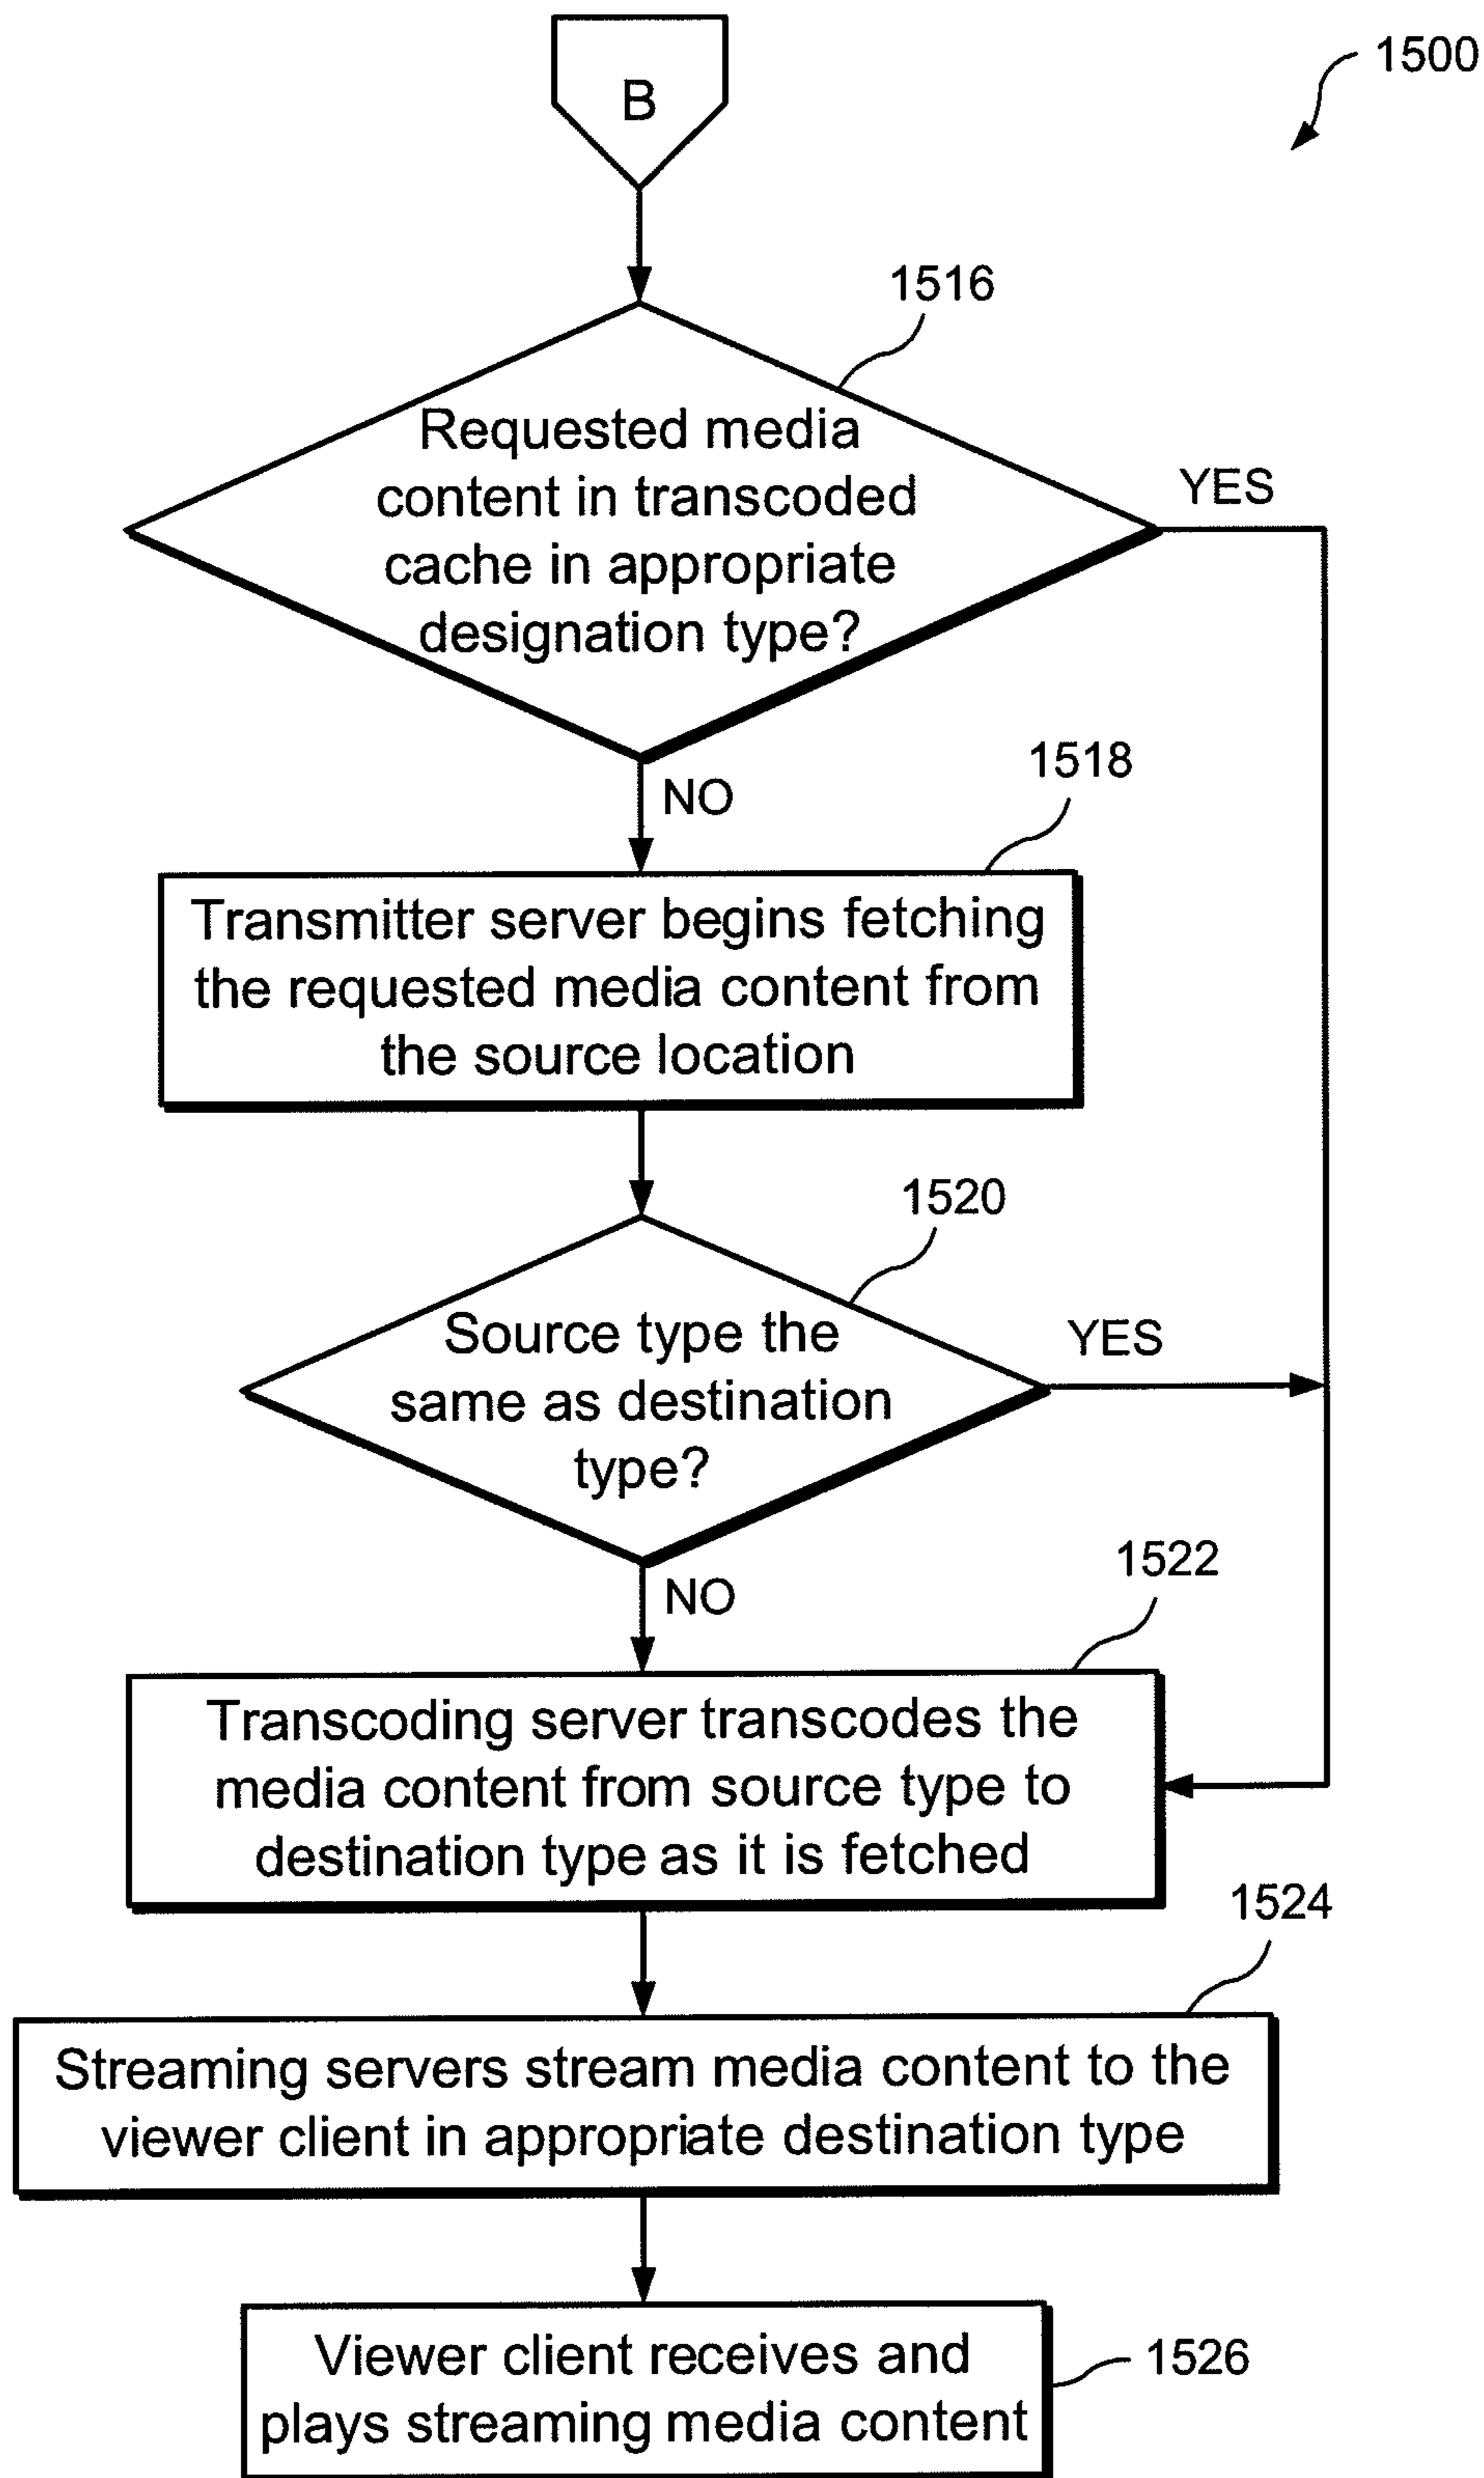 1500
B
1516
Requested media
content in transcoded
cache in appropriate
designation type?
YES
NO
1518
Transmitter server begins fetching
the requested media content from
the source location
1520
Source type the
same as destination
type?
YES
NO
1522
Transcoding server transcodes the
media content from source type to
destination type as it is fetched
1524
Streaming servers stream media content to the
viewer client in appropriate destination type
Viewer client receives and
plays streaming media content
1526